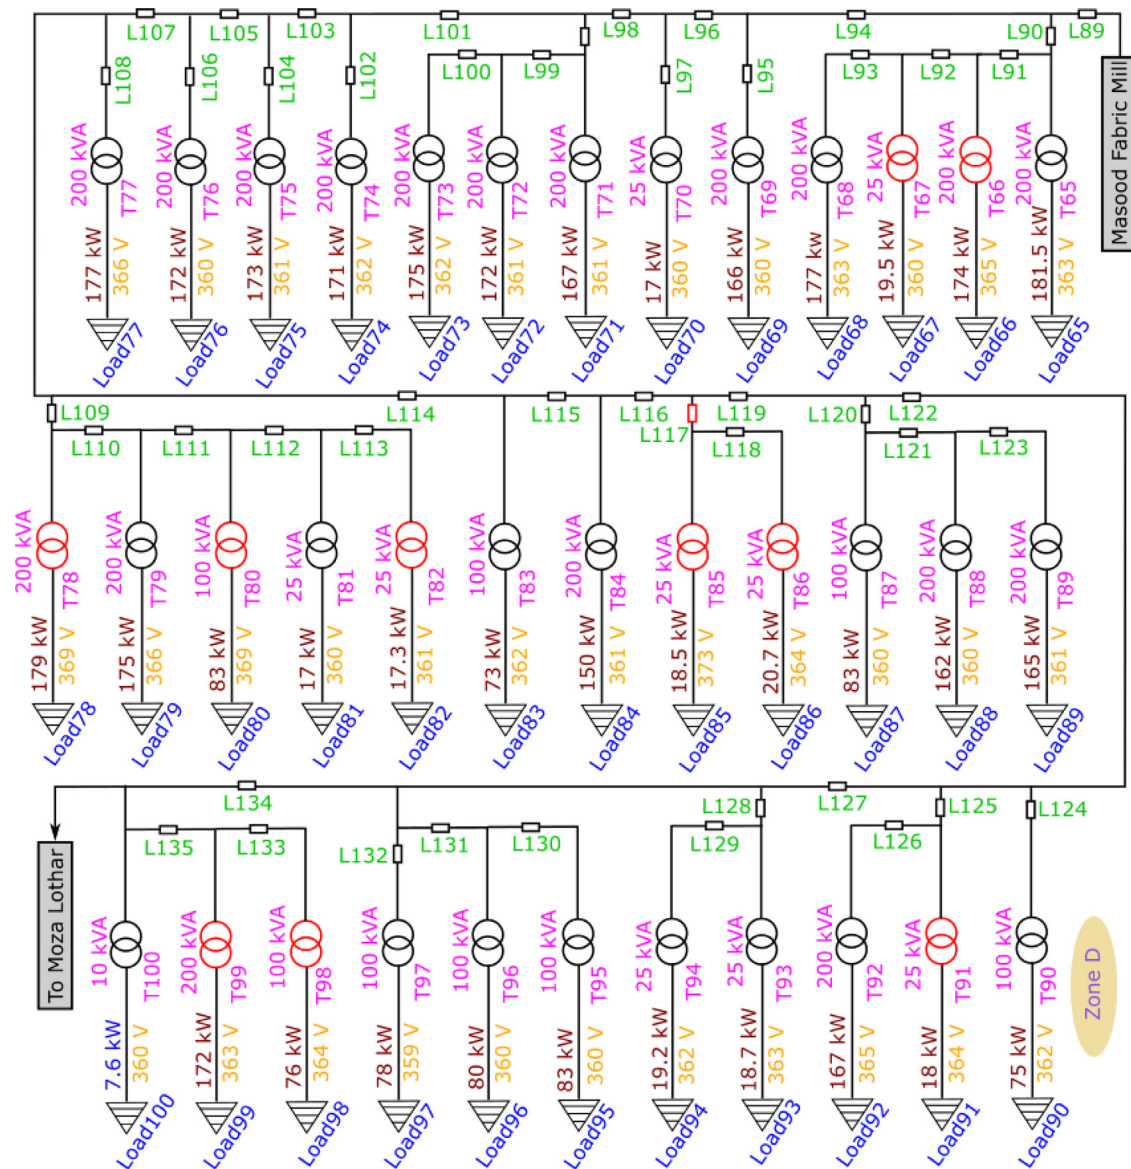 L107
L105
L103
L101
L98
L96
L94
L90
L89
L108
L106
L104
L102
L100
L99
L97
L95
L93
L92
L91
Masood Fabric Mill
200 kVA
T77
200 kVA
T76
200 kVA
T75
200 kVA
T74
200 kVA
T73
200 kVA
T72
200 kVA
T71
25 kVA
T70
200 kVA
T69
200 kVA
T68
25 kVA
T67
200 kVA
T66
200 kVA
T65
177 kW
366 V
172 kW
360 V
173 kW
361 V
171 kW
362 V
175 kW
362 V
172 kW
361 V
167 kW
361 V
17 kW
360 V
166 kW
360 V
177 kw
363 V
19.5 kW
360 V
174 kW
365 V
181.5 kW
363 V
Load77
Load76
Load75
Load74
Load73
Load72
Load71
Load70
Load69
Load68
Load67
Load66
Load65
L109
L114
L115
L116
L117
L119
L120
L122
L110
L111
L112
L113
L118
L121
L123
200 kVA
T78
200 kVA
T79
100 kVA
T80
25 kVA
T81
25 kVA
T82
100 kVA
T83
200 kVA
T84
25 kVA
T85
25 kVA
T86
100 kVA
T87
200 kVA
T88
200 kVA
T89
179 kW
369 V
175 kW
366 V
83 kW
369 V
17 kW
360 V
17.3 kW
361 V
73 kW
362 V
150 kW
361 V
18.5 kW
373 V
20.7 kW
364 V
83 kW
360 V
162 kW
360 V
165 kW
361 V
Load78
Load79
Load80
Load81
Load82
Load83
Load84
Load85
Load86
Load87
Load88
Load89
L134
L128
L127
L125
L124
L135
L133
L132
L131
L130
L129
L126
To Moza Lothar
10 kVA
T100
200 kVA
T99
100 kVA
T98
100 kVA
T97
100 kVA
T96
100 kVA
T95
25 kVA
T94
25 kVA
T93
200 kVA
T92
25 kVA
T91
100 kVA
T90
Zone D
7.6 kW
360 V
172 kW
363 V
76 kW
364 V
78 kW
359 V
80 kW
360 V
83 kW
360 V
19.2 kW
362 V
18.7 kW
363 V
167 kW
365 V
18 kW
364 V
75 kW
362 V
Load100
Load99
Load98
Load97
Load96
Load95
Load94
Load93
Load92
Load91
Load90